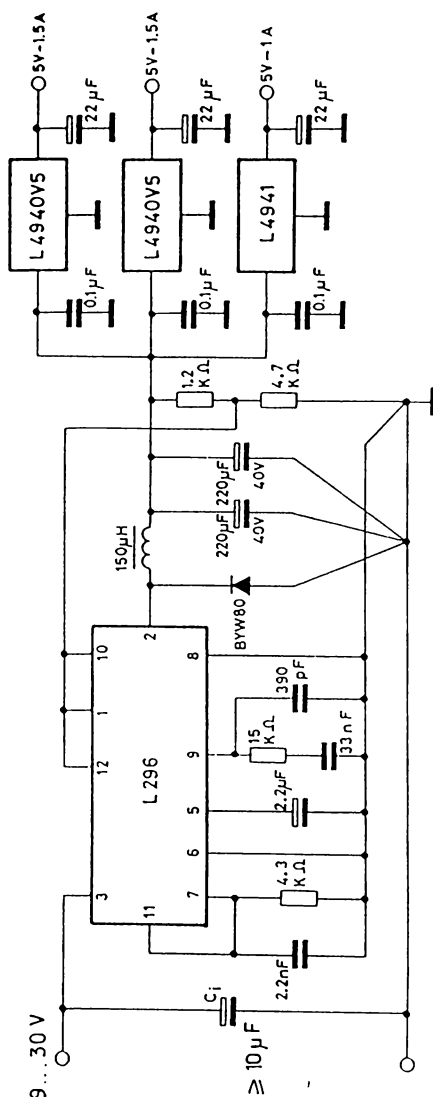 9...30 V
≥ 10 µF
Ci
3
12
1
10
L296
2
11
7
6
5
9
8
2.2nF
4.3
KΩ
2.2µF
15
KΩ
33nF
390
pF
150µH
BYW80
220µF
40V
220µF
40V
1.2
KΩ
4.7
KΩ
0.1µF
L4940V5
22µF
5V-1.5A
0.1µF
L4940V5
22µF
5V-1.5A
0.1µF
L4941
22µF
5V-1A